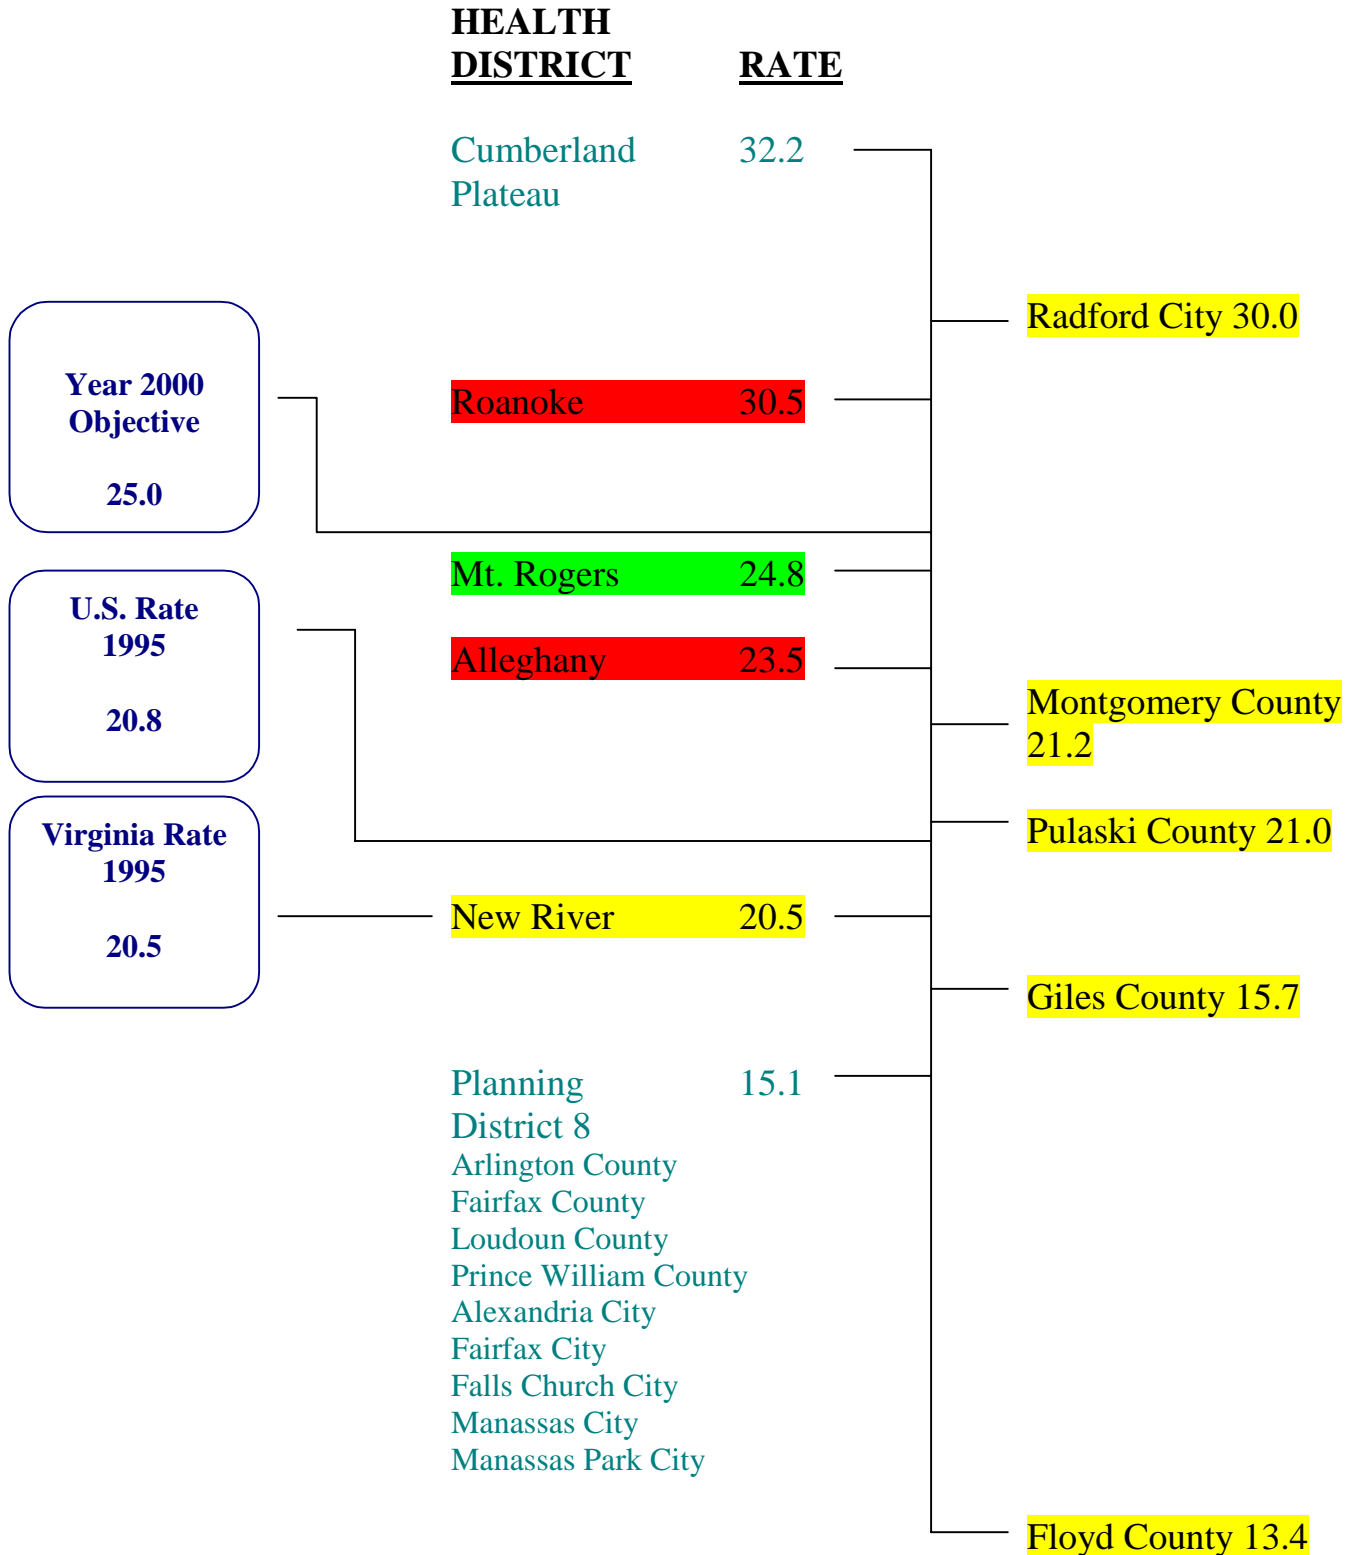 HEALTH
DISTRICT RATE
Cumberland 32.2
Plateau
Radford City 30.0
Year 2000
Objective
25.0
Roanoke 30.5
Mt. Rogers 24.8
U.S. Rate
1995
20.8
Alleghany 23.5
Montgomery County
21.2
Pulaski County 21.0
Virginia Rate
1995
20.5
New River 20.5
Giles County 15.7
Planning 15.1
District 8
Arlington County
Fairfax County
Loudoun County
Prince William County
Alexandria City
Fairfax City
Falls Church City
Manassas City
Manassas Park City
Floyd County 13.4